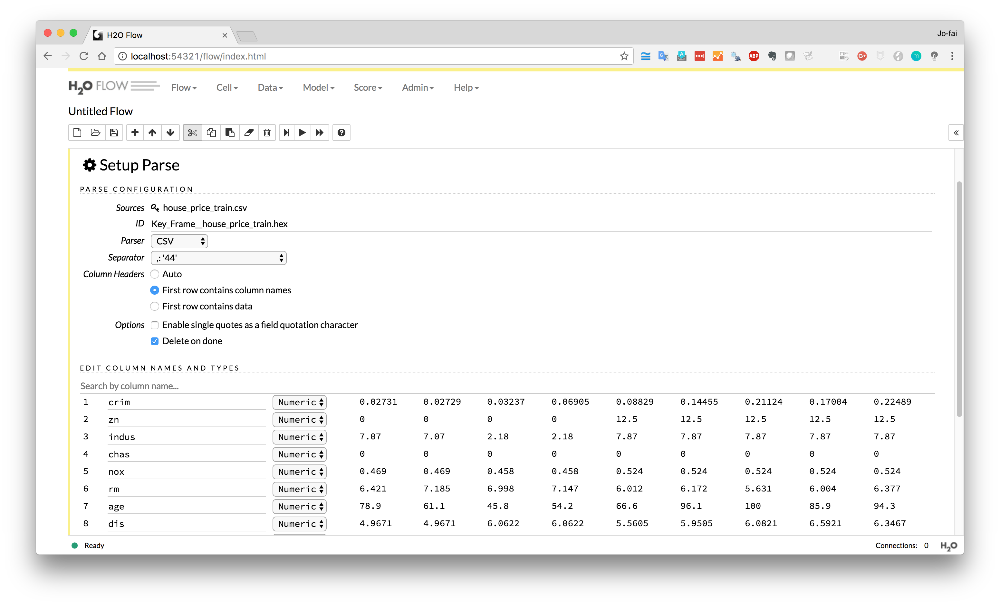 H2O Flow
Jo-fai
localhost:54321/flow/index.html
ABP
H2O FLOW Flow Cell Data Model Score Admin Help
Untitled Flow
Setup Parse
PARSE CONFIGURATION
Sources house_price_train.csv
ID Key_Frame__house_price_train.hex
Parser CSV
Separator ,: '44'
Column Headers Auto
First row contains column names
First row contains data
Options Enable single quotes as a field quotation character
Delete on done
EDIT COLUMN NAMES AND TYPES
Search by column name...
1 crim Numeric 0.02731 0.02729 0.03237 0.06905 0.08829 0.14455 0.21124 0.17004 0.22489
2 zn Numeric 0 0 0 0 12.5 12.5 12.5 12.5 12.5
3 indus Numeric 7.07 7.07 2.18 2.18 7.87 7.87 7.87 7.87 7.87
4 chas Numeric 0 0 0 0 0 0 0 0 0
5 nox Numeric 0.469 0.469 0.458 0.458 0.524 0.524 0.524 0.524 0.524
6 rm Numeric 6.421 7.185 6.998 7.147 6.012 6.172 5.631 6.004 6.377
7 age Numeric 78.9 61.1 45.8 54.2 66.6 96.1 100 85.9 94.3
8 dis Numeric 4.9671 4.9671 6.0622 6.0622 5.5605 5.9505 6.0821 6.5921 6.3467
Ready
Connections: 0 H2O